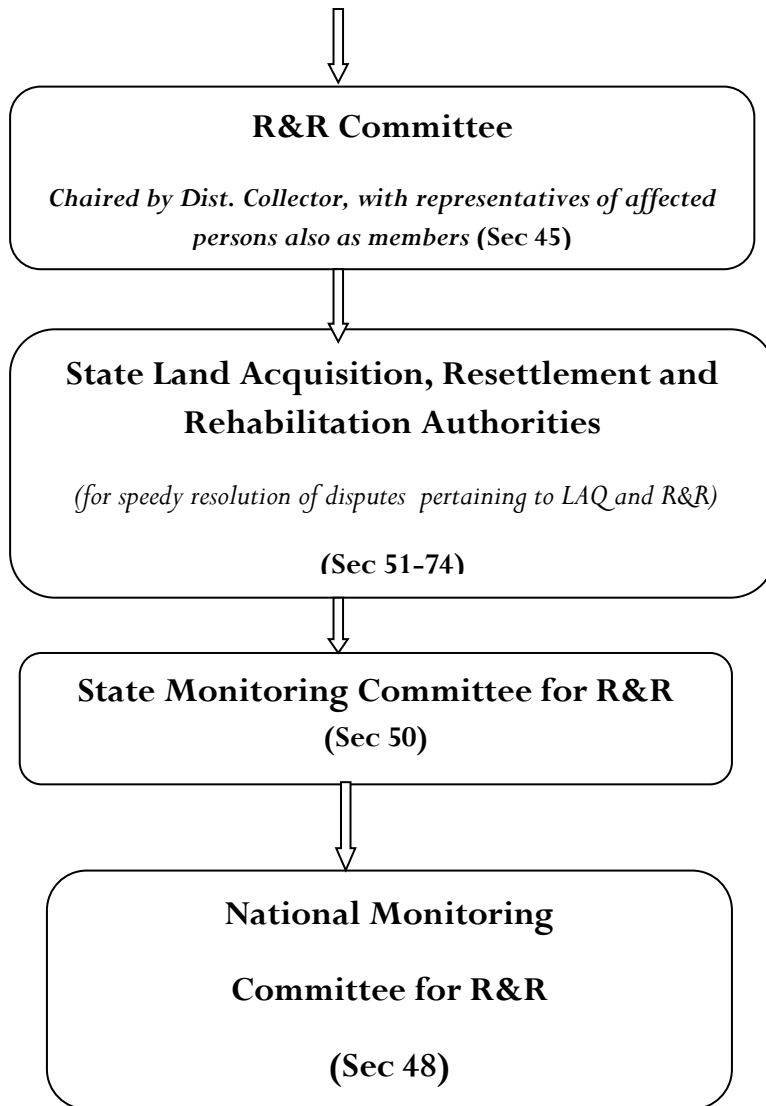 R&R Committee
Chaired by Dist. Collector, with representatives of affected
persons also as members (Sec 45)
State Land Acquisition, Resettlement and
Rehabilitation Authorities
(for speedy resolution of disputes pertaining to LAQ and R&R)
(Sec 51-74)
State Monitoring Committee for R&R
(Sec 50)
National Monitoring
Committee for R&R
(Sec 48)